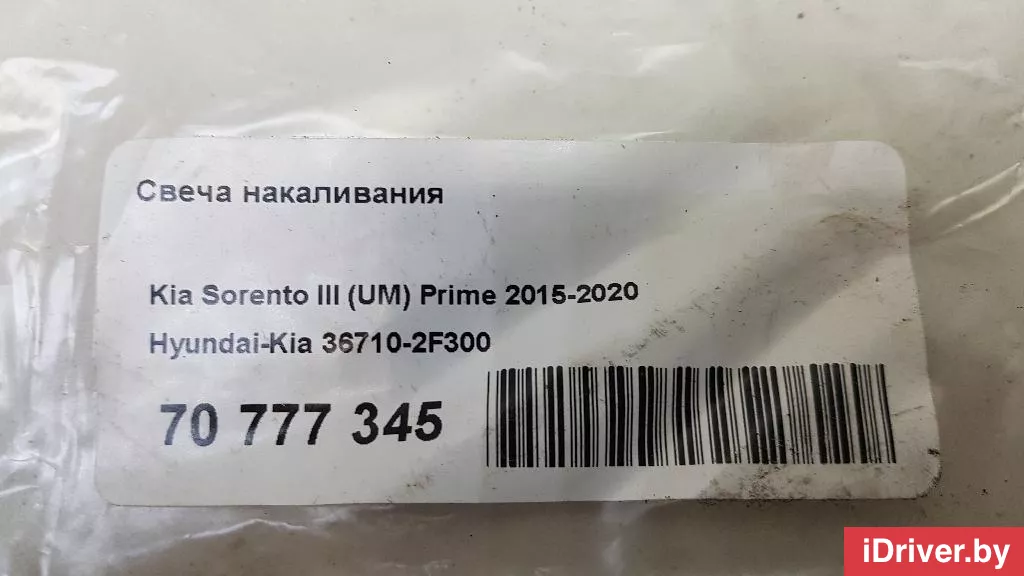 Свеча накаливания
Kia Sorento III (UM) Prime 2015-2020
Hyundai-Kia 36710-2F300
70 777 345
iDriver.by